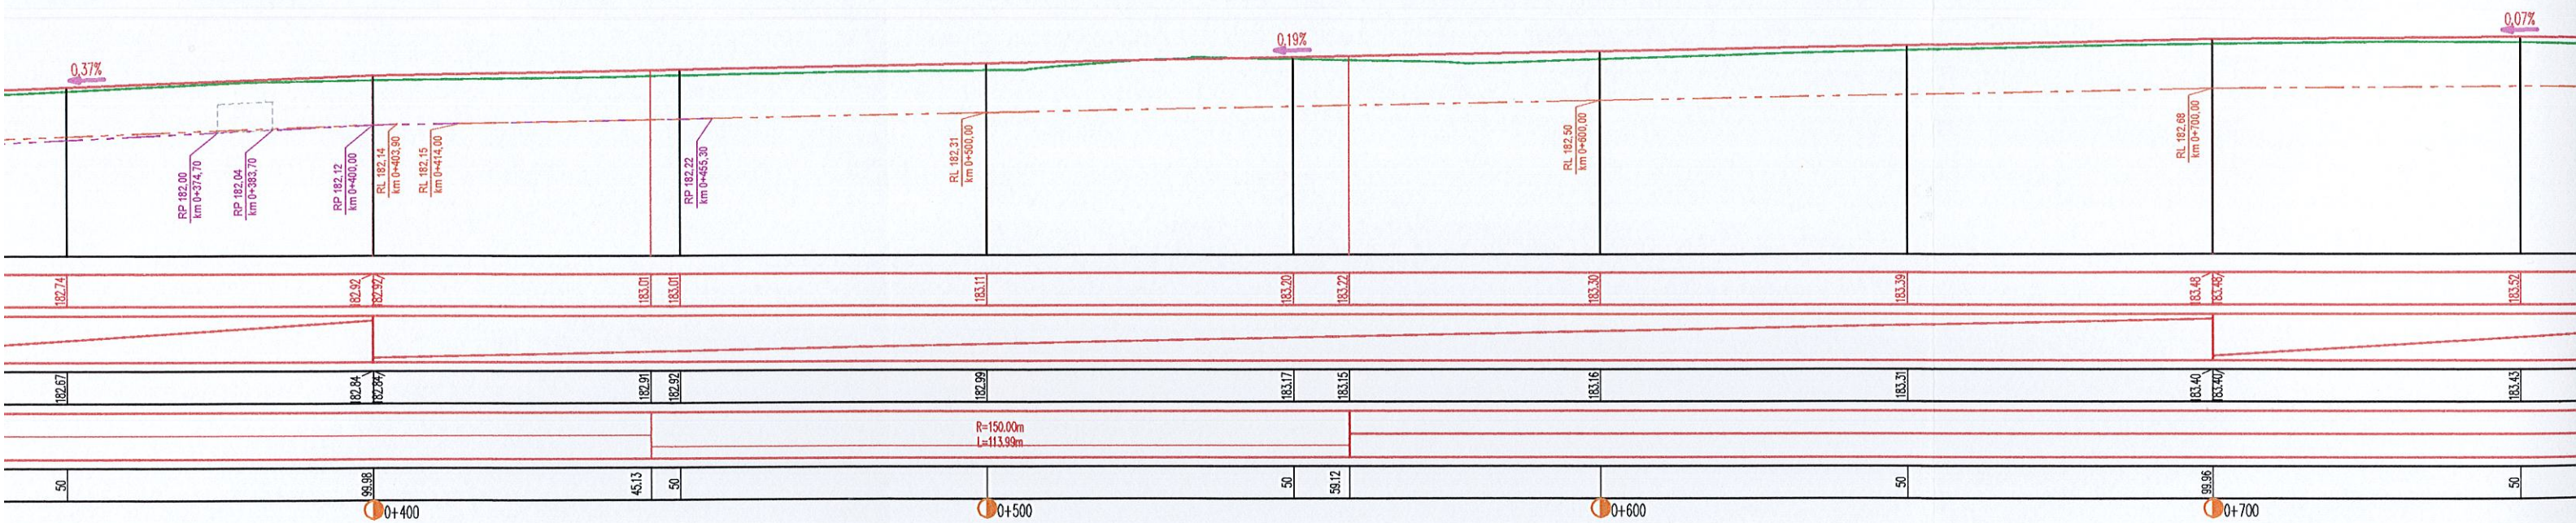 0,37%
0,19%
0,07%
RP 182,00
km 0+374,70
RP 182,04
km 0+383,70
RP 182,12
km 0+400,00
RL 182,14
km 0+403,90
RL 182,15
km 0+414,00
RP 182,22
km 0+455,30
RL 182,31
km 0+500,00
RL 182,50
km 0+600,00
RL 182,68
km 0+700,00
182.74
182.92
182.92
183.01
183.01
183.11
183.20
183.22
183.30
183.39
183.48
183.48
183.52
182.67
182.84
182.84
182.91
182.92
182.99
183.17
183.15
183.16
183.31
183.40
183.40
183.43
R=150.00m
L=113.99m
50
99.98
45.13
50
50
59.12
50
99.96
50
0+400
0+500
0+600
0+700